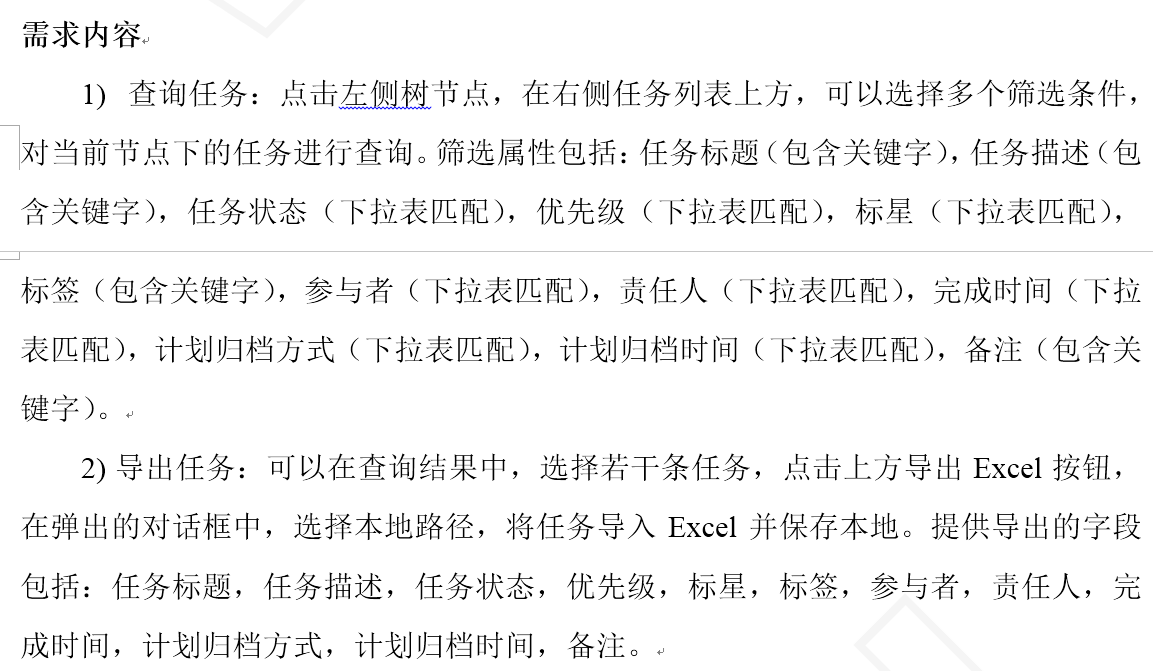 需求内容
1) 查询任务：点击左侧树节点，在右侧任务列表上方，可以选择多个筛选条件，
对当前节点下的任务进行查询。筛选属性包括：任务标题（包含关键字），任务描述（包
含关键字），任务状态（下拉表匹配），优先级（下拉表匹配），标星（下拉表匹配），
标签（包含关键字），参与者（下拉表匹配），责任人（下拉表匹配），完成时间（下拉
表匹配），计划归档方式（下拉表匹配），计划归档时间（下拉表匹配），备注（包含关
键字）。
2) 导出任务：可以在查询结果中，选择若干条任务，点击上方导出 Excel 按钮，
在弹出的对话框中，选择本地路径，将任务导入 Excel 并保存本地。提供导出的字段
包括：任务标题，任务描述，任务状态，优先级，标星，标签，参与者，责任人，完
成时间，计划归档方式，计划归档时间，备注。